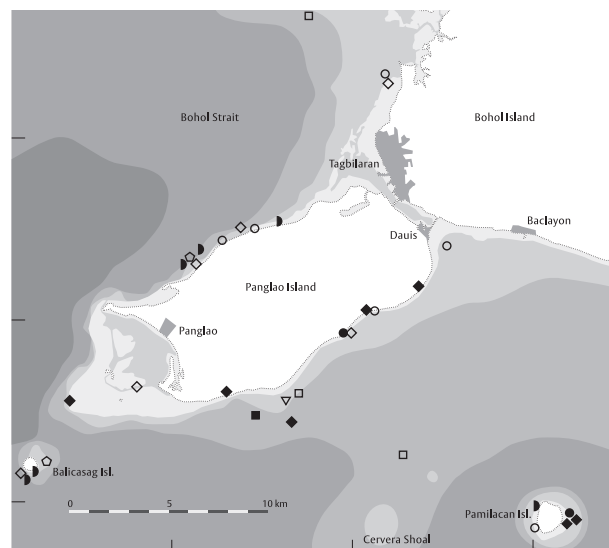 Bohol Strait
Bohol Island
Tagbilaran
Baclayon
Dauis
Panglao Island
Panglao
Balicasag Isl.
0 5 10 km
Pamilacan Isl.
Cervera Shoal